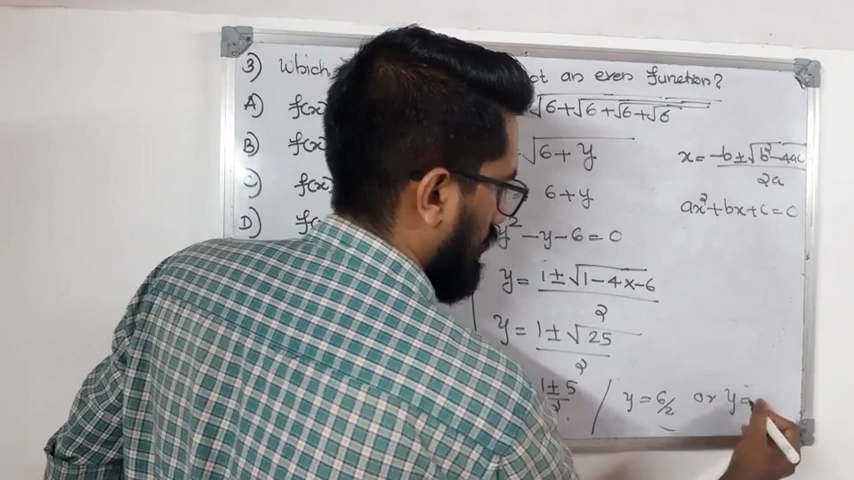 3) Which ot an even function?
A) f(x √6+√6+√6+√6
B) f(x √6+y
C) f(x 6+y
D) f(
y²-y-6=0
y = 1±√1-4x-6 / 2
y = 1±√25 / 2
1±5 / 2 / y = 6/2 or y =
x = -b±√b²-4ac / 2a
ax²+bx+c=0